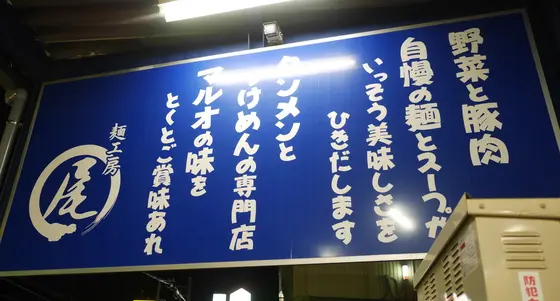 野菜と豚肉
自慢の麺とスープが
いっそう美味しさを
ひきだします
タンメンと
つけめんの専門店
マルオの味を
とくとご賞味あれ
麺工房
尾
防犯